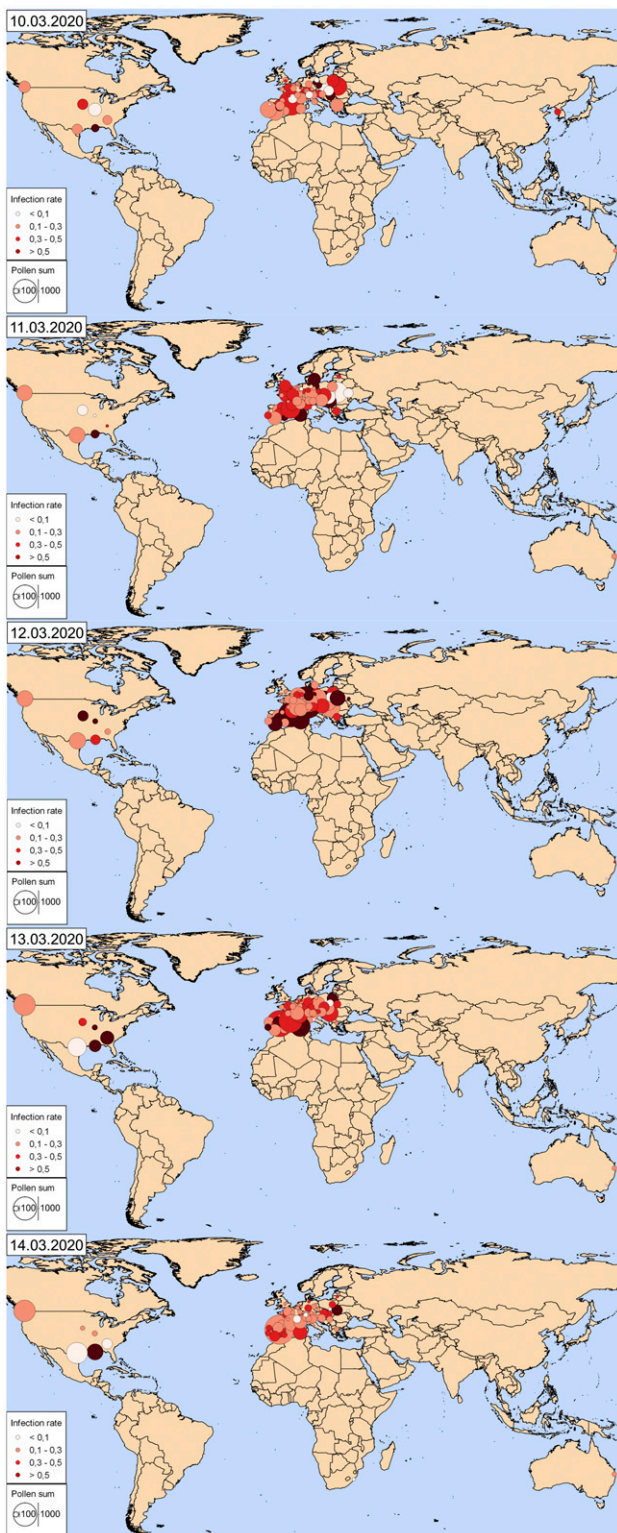 10.03.2020
Infection rate
< 0,1
0,1 - 0,3
0,3 - 0,5
> 0,5
Pollen sum
100 1000
11.03.2020
Infection rate
< 0,1
0,1 - 0,3
0,3 - 0,5
> 0,5
Pollen sum
100 1000
12.03.2020
Infection rate
< 0,1
0,1 - 0,3
0,3 - 0,5
> 0,5
Pollen sum
100 1000
13.03.2020
Infection rate
< 0,1
0,1 - 0,3
0,3 - 0,5
> 0,5
Pollen sum
100 1000
14.03.2020
Infection rate
< 0,1
0,1 - 0,3
0,3 - 0,5
> 0,5
Pollen sum
100 1000